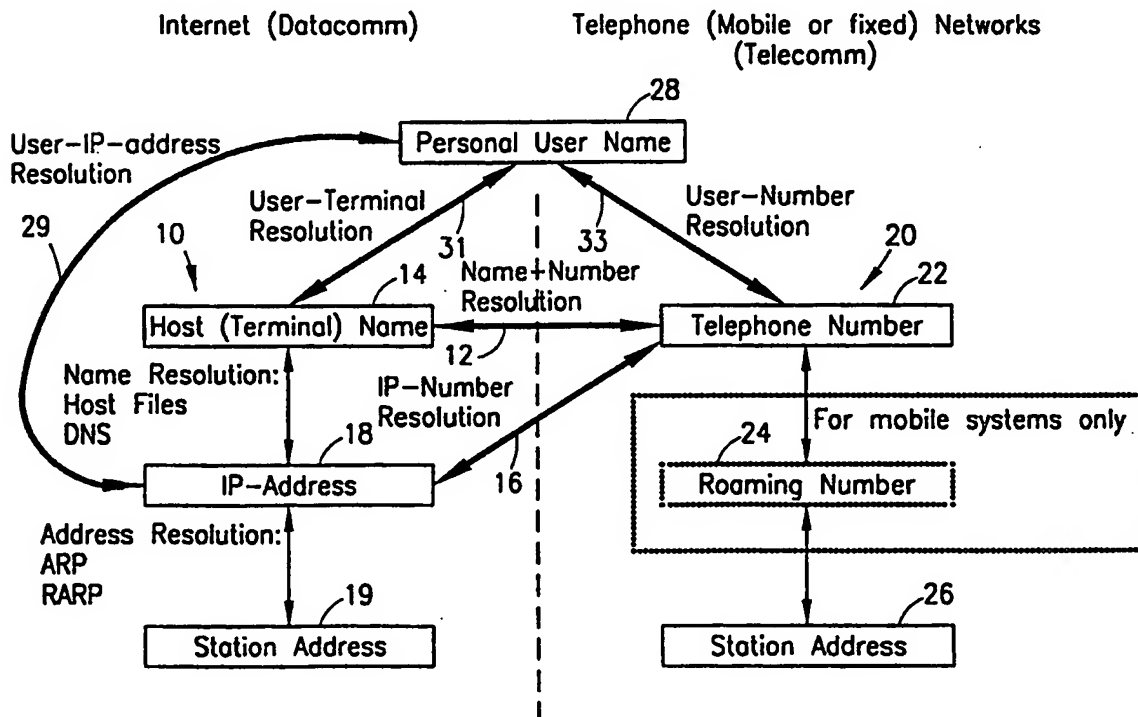 Internet (Datacomm)
Telephone (Mobile or fixed) Networks
(Telecomm)
28
User-IP-address
Resolution
Personal User Name
User-Terminal
Resolution
User-Number
Resolution
29
10
31
33
20
14
Name-Number
Resolution
22
Host (Terminal) Name
Telephone Number
12
Name Resolution:
Host Files
DNS
IP-Number
Resolution
For mobile systems only
18
24
16
IP-Address
Roaming Number
Address Resolution:
ARP
RARP
19
26
Station Address
Station Address